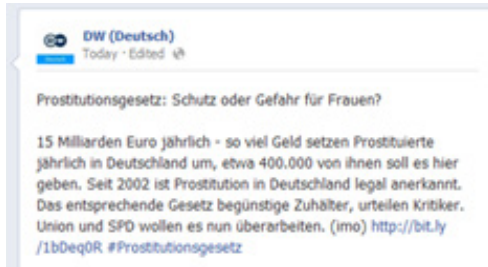 DW (Deutsch)
Today · Edited
Prostitutionsgesetz: Schutz oder Gefahr für Frauen?
15 Milliarden Euro jährlich - so viel Geld setzen Prostituierte
jährlich in Deutschland um, etwa 400.000 von ihnen soll es hier
geben. Seit 2002 ist Prostitution in Deutschland legal anerkannt.
Das entsprechende Gesetz begünstige Zuhälter, urteilen Kritiker.
Union und SPD wollen es nun überarbeiten. (imo) http://bit.ly
/1bDeq0R #Prostitutionsgesetz